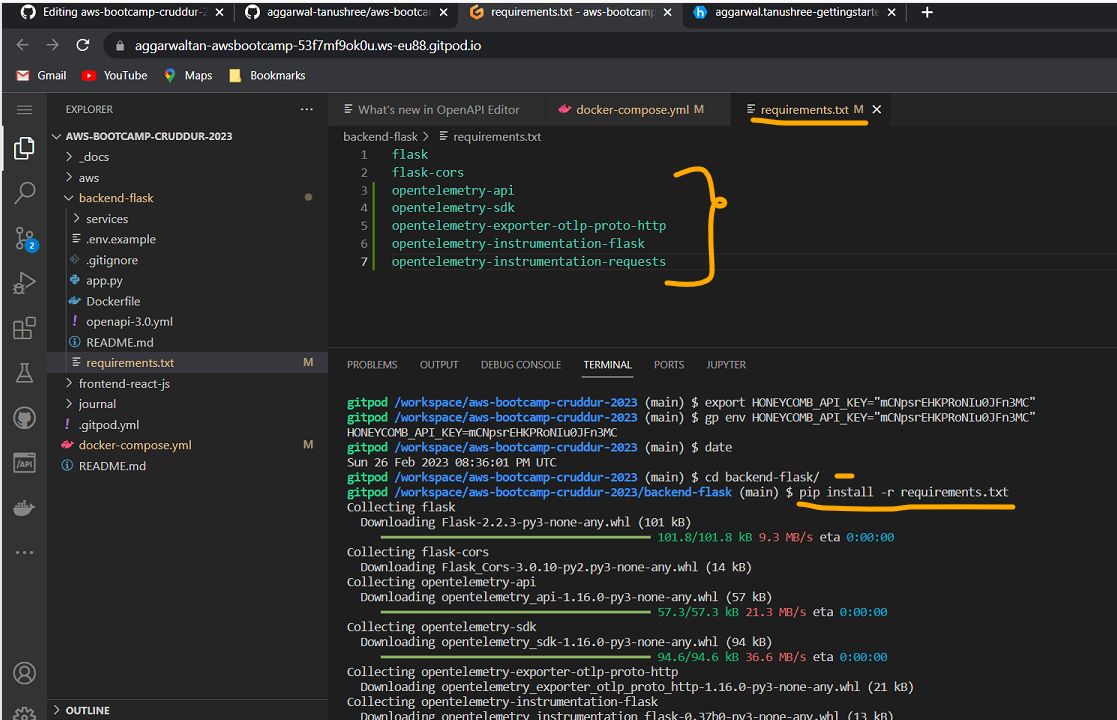 Editing aws-bootcamp-cruddur-2
aggarwal-tanushree/aws-bootca
requirements.txt - aws-bootcamp
aggarwal.tanushree-gettingstarte
aggarwaltan-awsbootcamp-53f7mf9ok0u.ws-eu88.gitpod.io
Gmail YouTube Maps Bookmarks
EXPLORER
AWS-BOOTCAMP-CRUDDUR-2023
_docs
aws
backend-flask
services
.env.example
.gitignore
app.py
Dockerfile
openapi-3.0.yml
README.md
requirements.txt M
frontend-react-js
journal
.gitpod.yml
docker-compose.yml M
README.md
OUTLINE
2
/API
What's new in OpenAPI Editor docker-compose.yml M requirements.txt M
backend-flask > requirements.txt
1 flask
2 flask-cors
3 opentelemetry-api
4 opentelemetry-sdk
5 opentelemetry-exporter-otlp-proto-http
6 opentelemetry-instrumentation-flask
7 opentelemetry-instrumentation-requests
PROBLEMS OUTPUT DEBUG CONSOLE TERMINAL PORTS JUPYTER
gitpod /workspace/aws-bootcamp-cruddur-2023 (main) $ export HONEYCOMB_API_KEY="mCNpsrEHKPRoNIu0JFn3MC"
gitpod /workspace/aws-bootcamp-cruddur-2023 (main) $ gp env HONEYCOMB_API_KEY="mCNpsrEHKPRoNIu0JFn3MC"
HONEYCOMB_API_KEY=mCNpsrEHKPRoNIu0JFn3MC
gitpod /workspace/aws-bootcamp-cruddur-2023 (main) $ date
Sun 26 Feb 2023 08:36:01 PM UTC
gitpod /workspace/aws-bootcamp-cruddur-2023 (main) $ cd backend-flask/
gitpod /workspace/aws-bootcamp-cruddur-2023/backend-flask (main) $ pip install -r requirements.txt
Collecting flask
Downloading Flask-2.2.3-py3-none-any.whl (101 kB)
101.8/101.8 kB 9.3 MB/s eta 0:00:00
Collecting flask-cors
Downloading Flask_Cors-3.0.10-py2.py3-none-any.whl (14 kB)
Collecting opentelemetry-api
Downloading opentelemetry_api-1.16.0-py3-none-any.whl (57 kB)
57.3/57.3 kB 21.3 MB/s eta 0:00:00
Collecting opentelemetry-sdk
Downloading opentelemetry_sdk-1.16.0-py3-none-any.whl (94 kB)
94.6/94.6 kB 36.6 MB/s eta 0:00:00
Collecting opentelemetry-exporter-otlp-proto-http
Downloading opentelemetry_exporter_otlp_proto_http-1.16.0-py3-none-any.whl (21 kB)
Collecting opentelemetry-instrumentation-flask
Downloading opentelemetry_instrumentation_flask-0.37b0-py3-none-any.whl (13 kB)